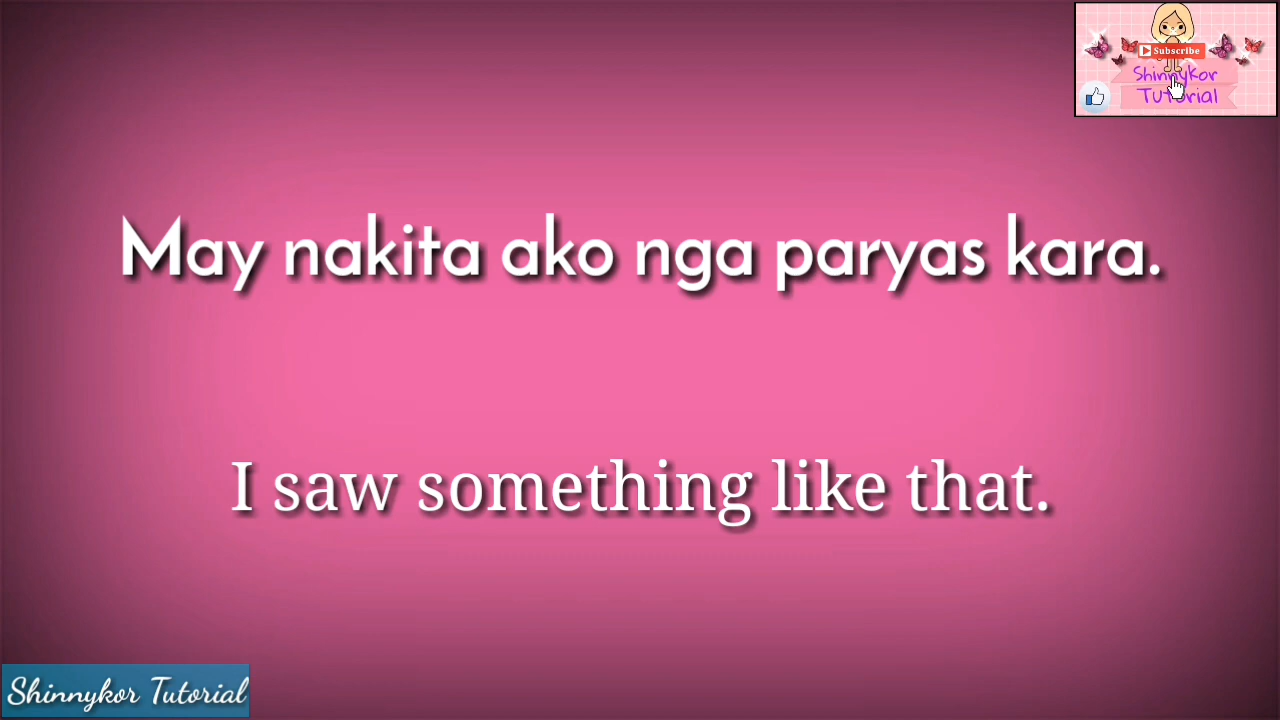 Subscribe
Shinnykor
Tutorial
May nakita ako nga paryas kara.
I saw something like that.
Shinnykor Tutorial